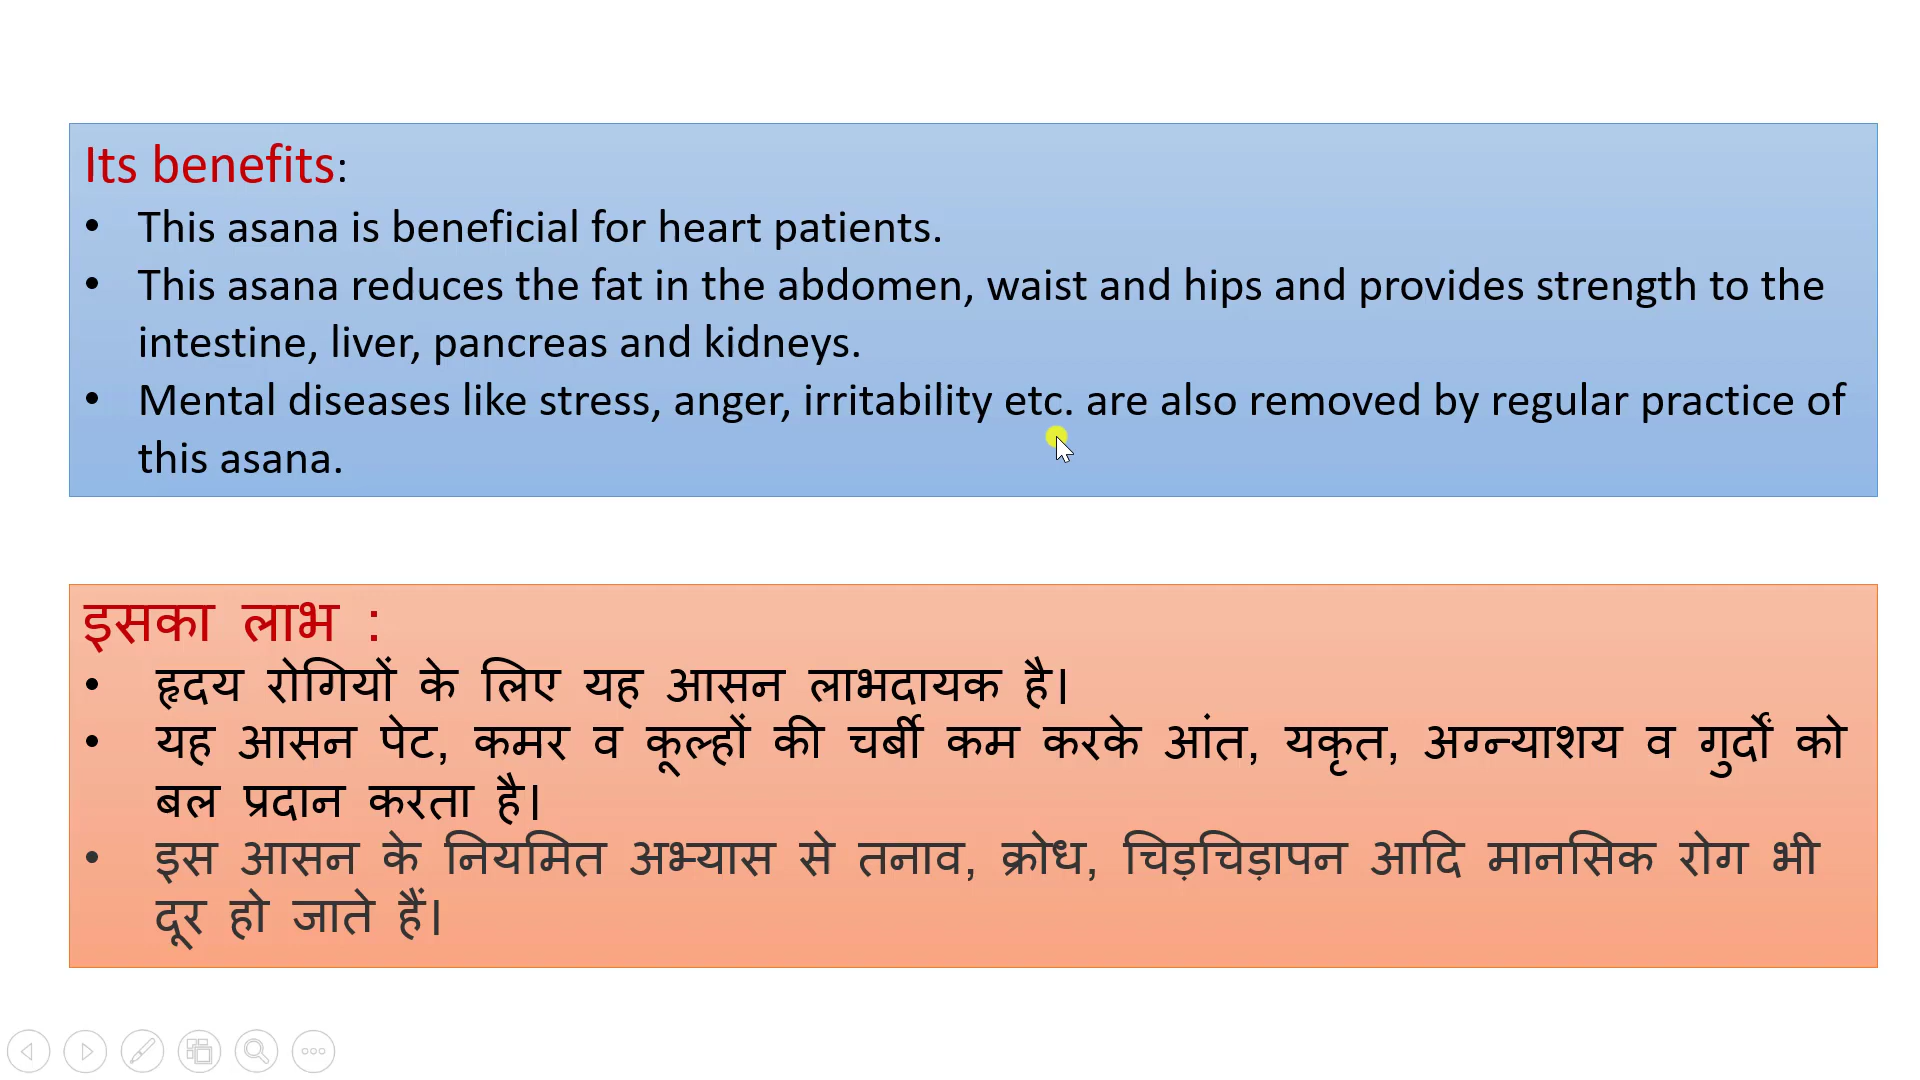 Its benefits:
• This asana is beneficial for heart patients.
• This asana reduces the fat in the abdomen, waist and hips and provides strength to the
intestine, liver, pancreas and kidneys.
• Mental diseases like stress, anger, irritability etc. are also removed by regular practice of
this asana.
इसका लाभ :
• हृदय रोगियों के लिए यह आसन लाभदायक है।
• यह आसन पेट, कमर व कूल्हों की चर्बी कम करके आंत, यकृत, अग्न्याशय व गुर्दों को
बल प्रदान करता है।
• इस आसन के नियमित अभ्यास से तनाव, क्रोध, चिड़चिड़ापन आदि मानसिक रोग भी
दूर हो जाते हैं।